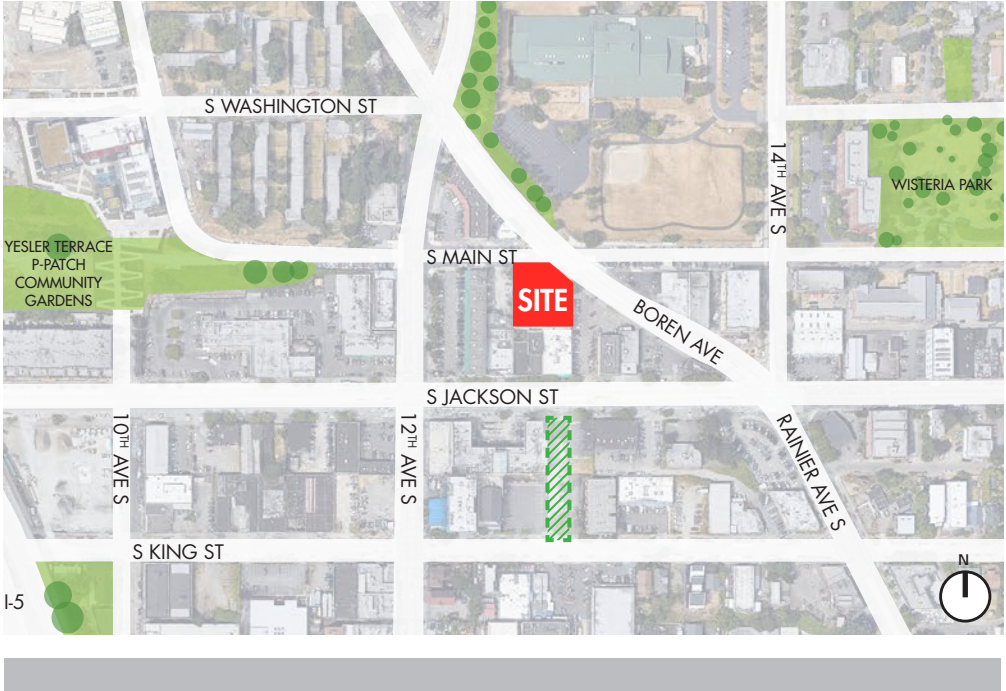 S WASHINGTON ST
14TH AVE S
WISTERIA PARK
YESLER TERRACE
P-PATCH
COMMUNITY
GARDENS
S MAIN ST
SITE
BOREN AVE
S JACKSON ST
10TH AVE S
12TH AVE S
RAINIER AVE S
S KING ST
N
I-5